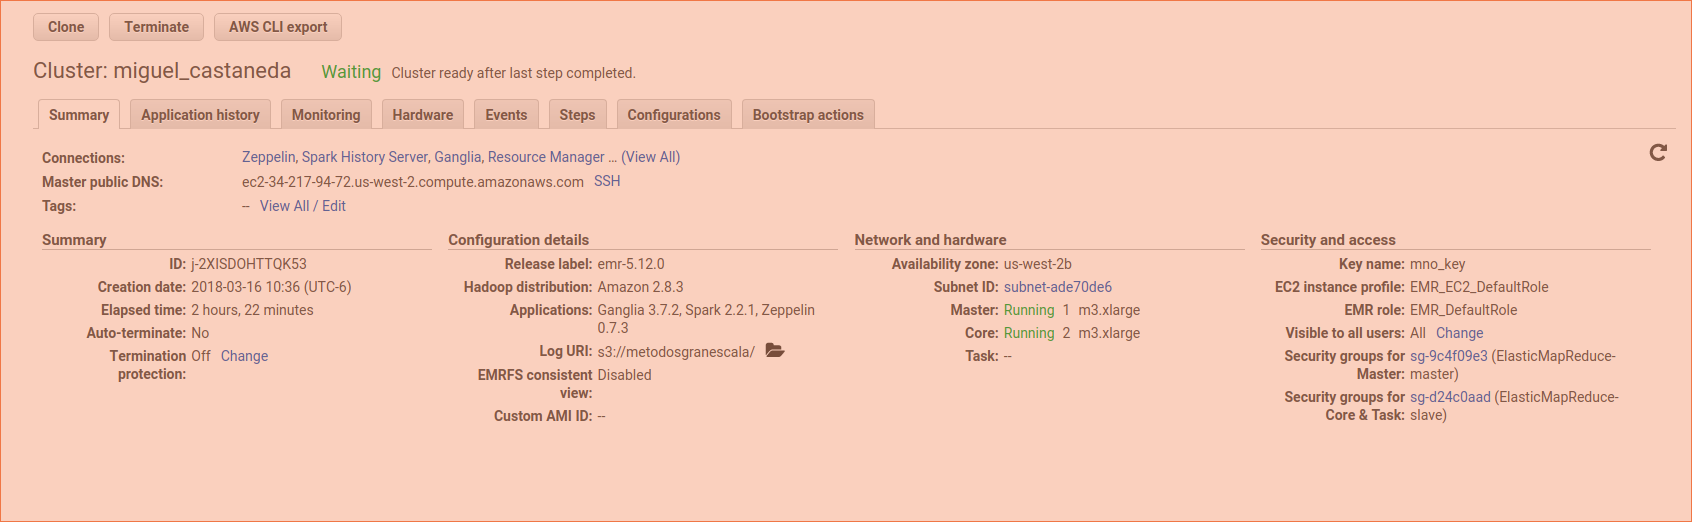 Clone Terminate AWS CLI export
Cluster: miguel_castaneda Waiting Cluster ready after last step completed.
Summary Application history Monitoring Hardware Events Steps Configurations Bootstrap actions
Connections: Zeppelin, Spark History Server, Ganglia, Resource Manager ... (View All)
Master public DNS: ec2-34-217-94-72.us-west-2.compute.amazonaws.com SSH
Tags: -- View All / Edit
Summary
ID: j-2XISDOHTTQK53
Creation date: 2018-03-16 10:36 (UTC-6)
Elapsed time: 2 hours, 22 minutes
Auto-terminate: No
Termination Off Change
protection:
Configuration details
Release label: emr-5.12.0
Hadoop distribution: Amazon 2.8.3
Applications: Ganglia 3.7.2, Spark 2.2.1, Zeppelin
0.7.3
Log URI: s3://metodosgranescala/
EMRFS consistent Disabled
view:
Custom AMI ID: --
Network and hardware
Availability zone: us-west-2b
Subnet ID: subnet-ade70de6
Master: Running 1 m3.xlarge
Core: Running 2 m3.xlarge
Task: --
Security and access
Key name: mno_key
EC2 instance profile: EMR_EC2_DefaultRole
EMR role: EMR_DefaultRole
Visible to all users: All Change
Security groups for sg-9c4f09e3 (ElasticMapReduce-
Master: master)
Security groups for sg-d24c0aad (ElasticMapReduce-
Core & Task: slave)